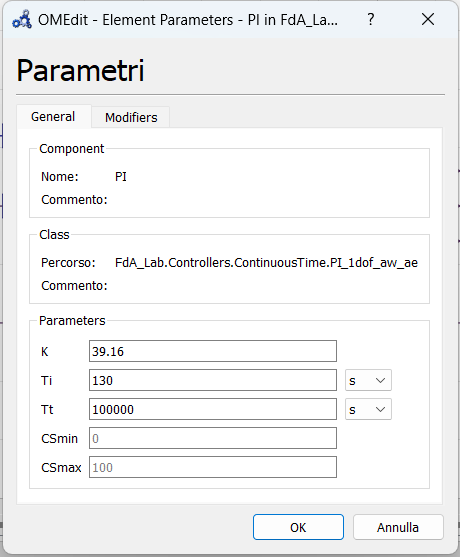 OMEdit - Element Parameters - PI in FdA_La... ? 
Parametri
General Modifiers
Component
Nome: PI
Commento:
Class
Percorso: FdA_Lab.Controllers.ContinuousTime.PI_1dof_aw_ae
Commento:
Parameters
K 39.16
Ti 130 s
Tt 100000 s
CSmin 0
CSmax 100
OK Annulla